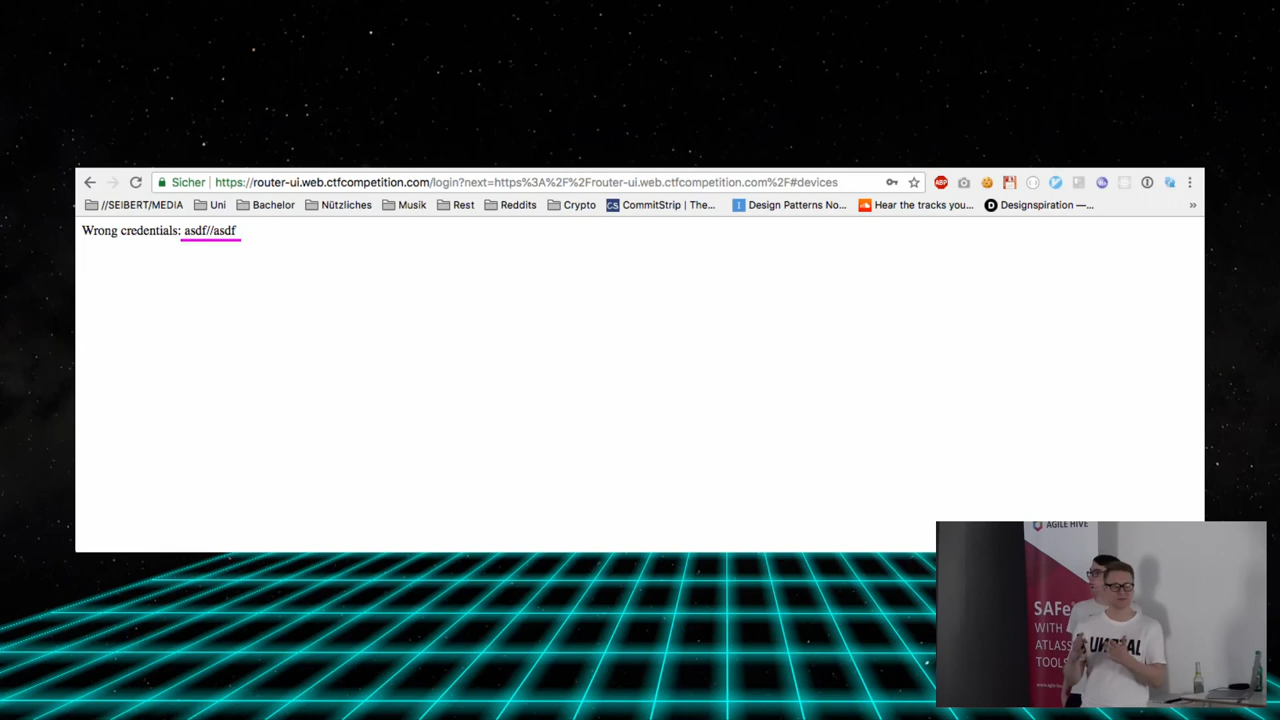 Sicher https://router-ui.web.ctfcompetition.com/login?next=https%3A%2F%2Frouter-ui.web.ctfcompetition.com%2F#devices ABP
//SEIBERT/MEDIA Uni Bachelor Nützliches Musik Rest Reddits Crypto CS CommitStrip | The... I Design Patterns No... Hear the tracks you... D Designspiration —... »
Wrong credentials: asdf//asdf
AGILE HIVE
SAFe
WITH
ATLASS
TOOLS